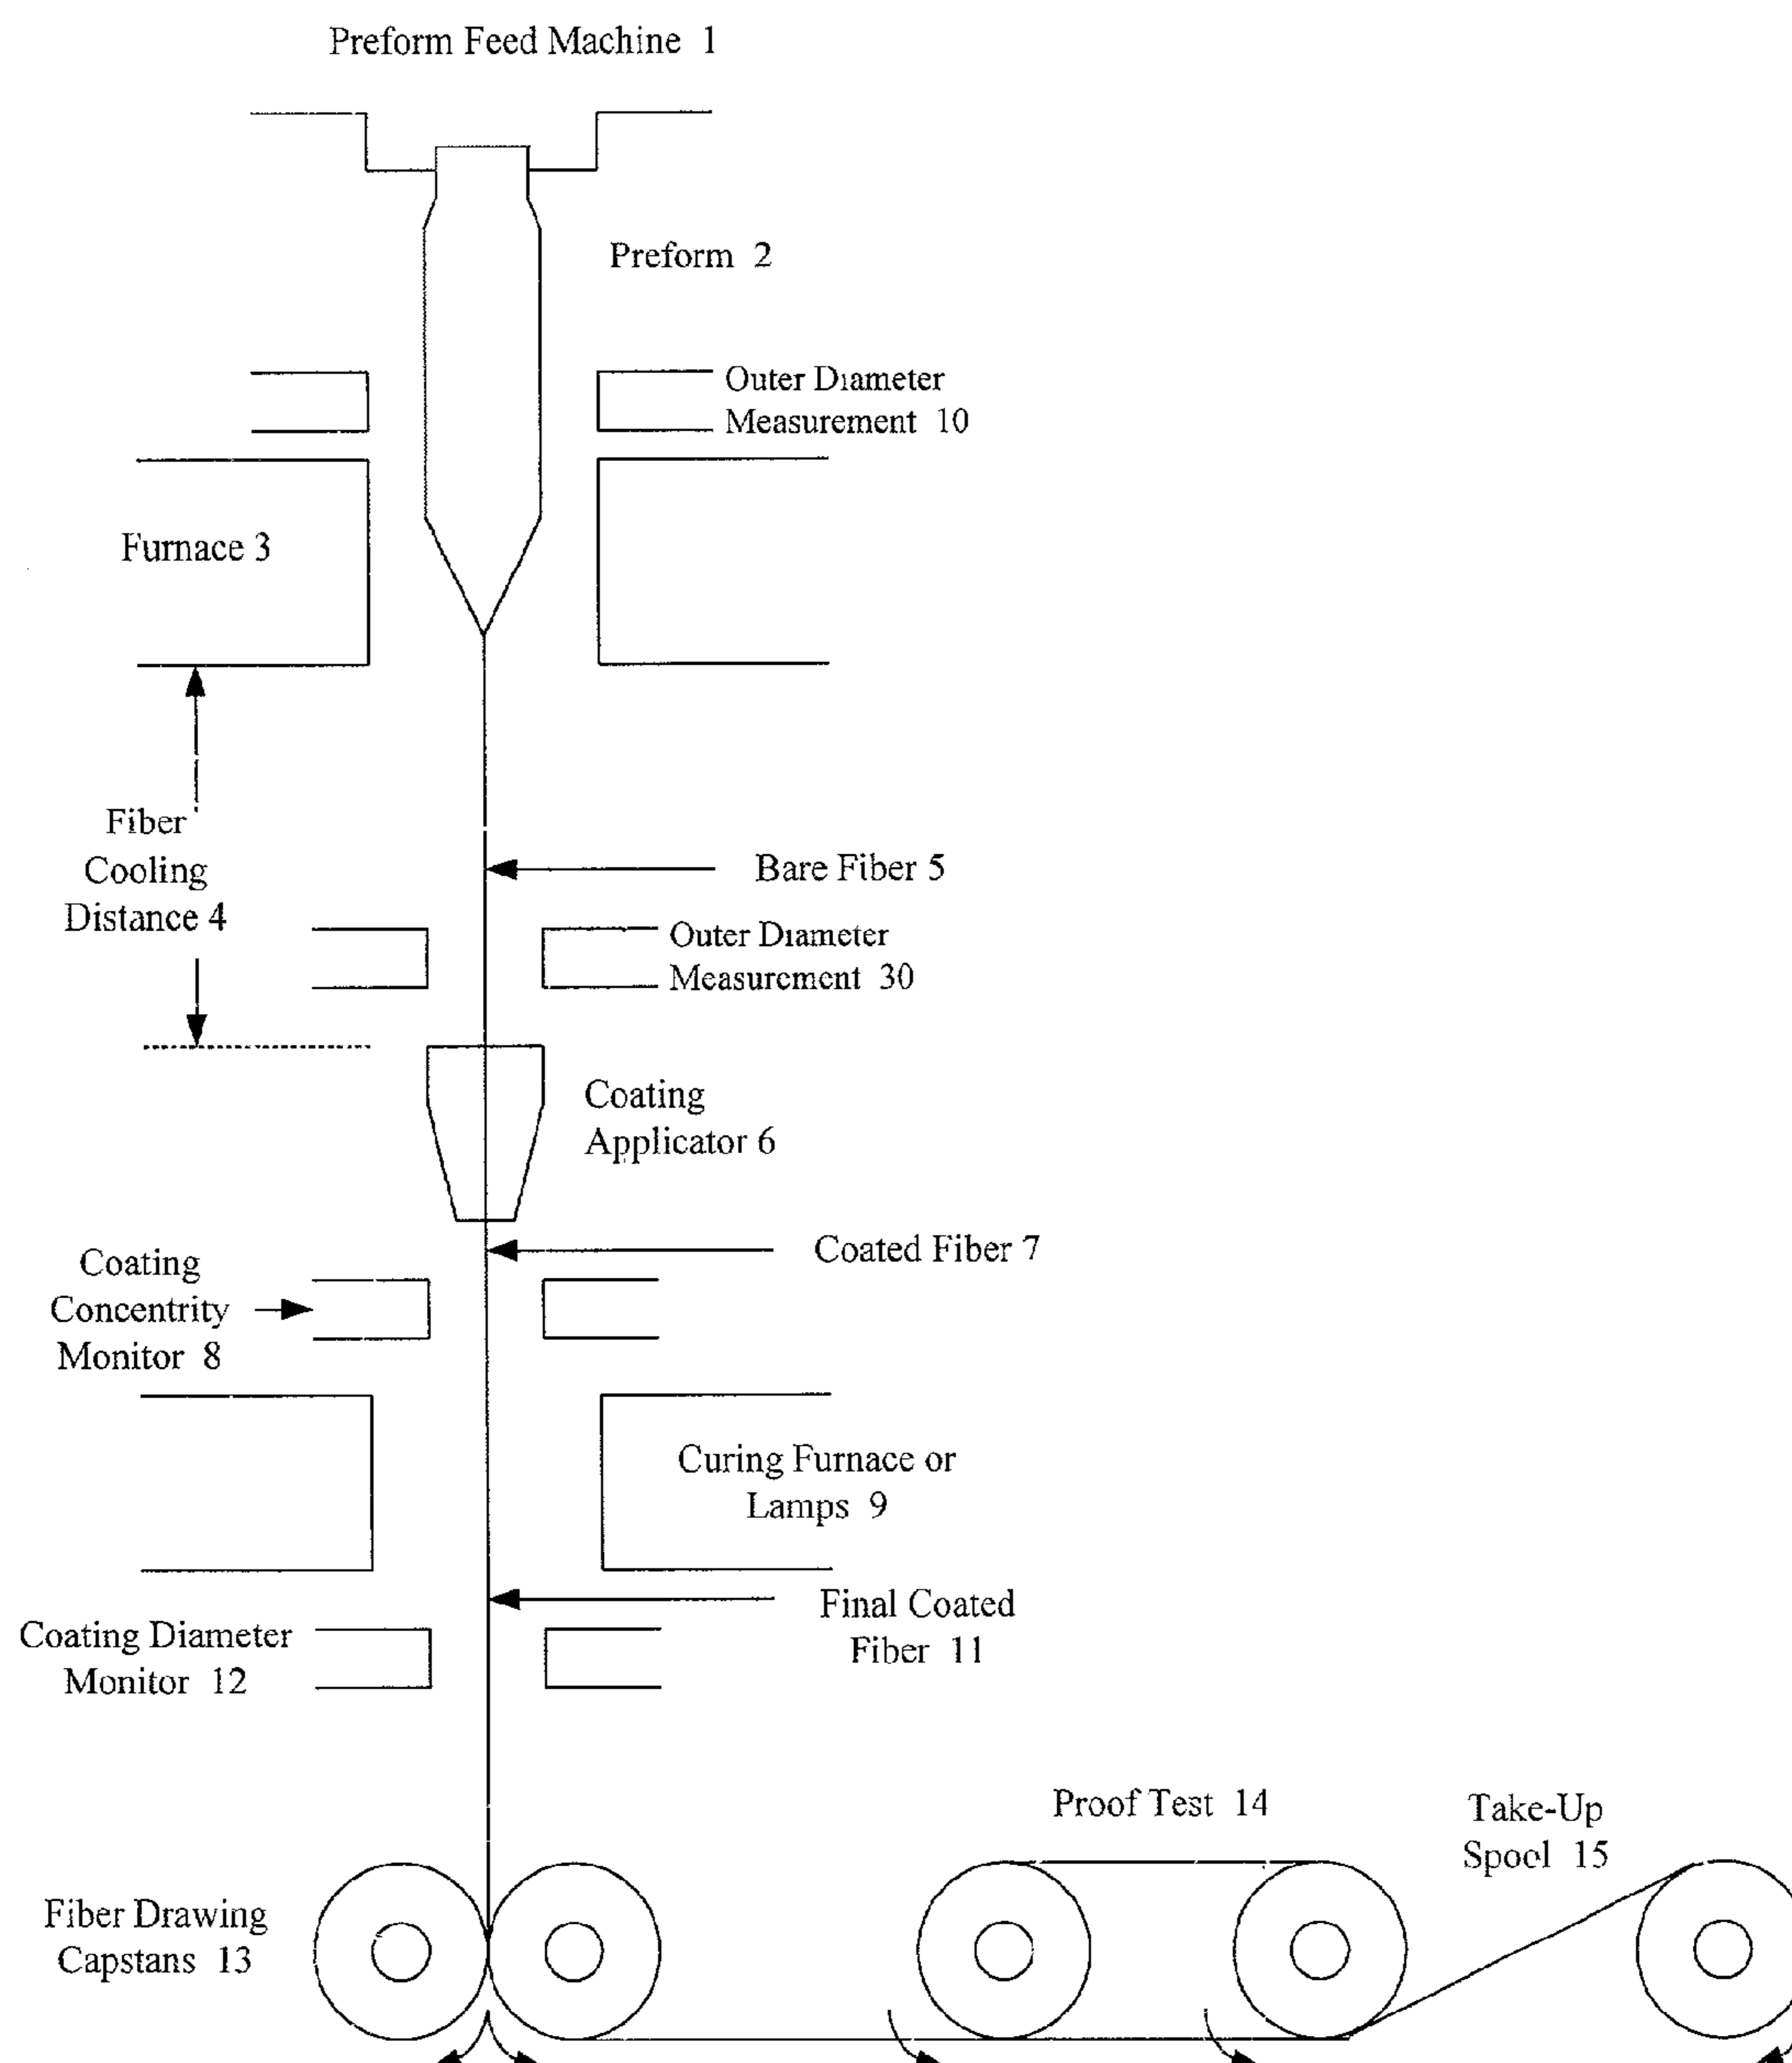 Preform Feed Machine 1
Preform 2
Outer Diameter
Measurement 10
Furnace 3
Fiber
Cooling
Distance 4
Bare Fiber 5
Outer Diameter
Measurement 30
Coating
Applicator 6
Coated Fiber 7
Coating
Concentrity
Monitor 8
Curing Furnace or
Lamps 9
Final Coated
Fiber 11
Coating Diameter
Monitor 12
Proof Test 14
Take-Up
Spool 15
Fiber Drawing
Capstans 13